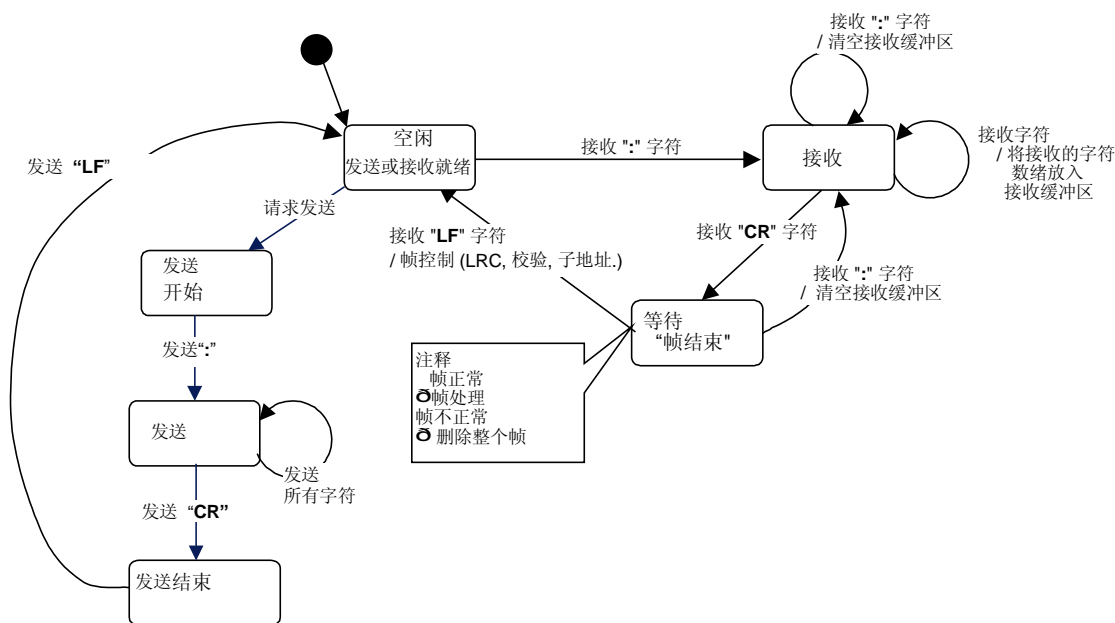 接收 ":" 字符
/ 清空接收缓冲区
空闲
发送或接收就绪
接收 ":" 字符
接收
接收字符
/ 将接收的字符
数绪放入
接收缓冲区
发送 “LF”
请求发送
接收 "LF" 字符
/ 帧控制 (LRC, 校验, 子地址.)
接收 "CR" 字符
接收 ":" 字符
/ 清空接收缓冲区
发送
开始
等待
“帧结束"
发送“:”
注释
帧正常
ð帧处理
帧不正常
ð 删除整个帧
发送
发送
所有字符
发送 “CR”
发送结束